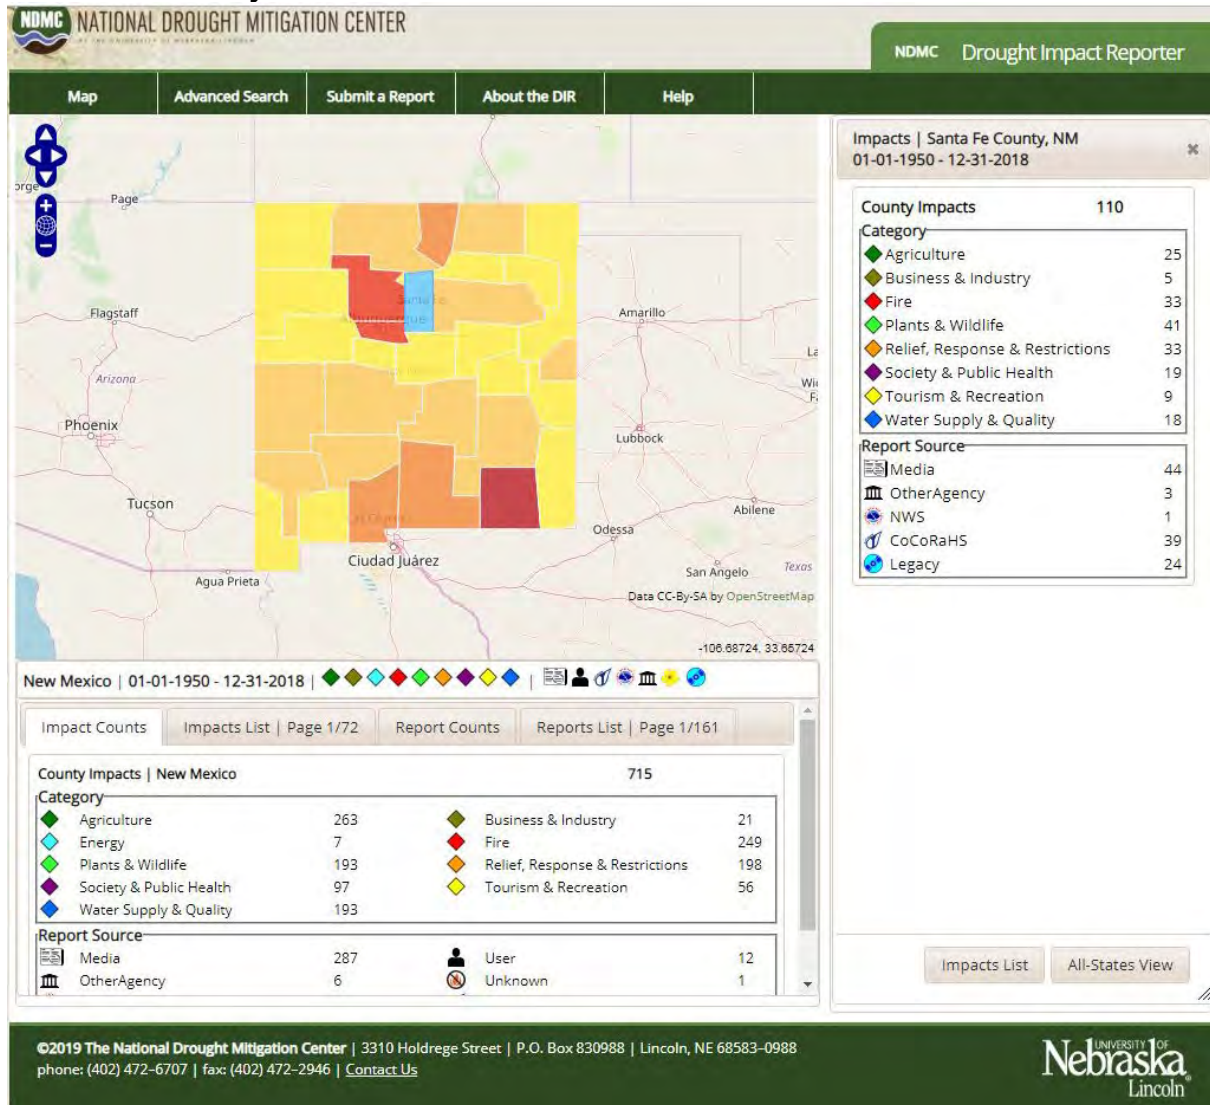 NDMC NATIONAL DROUGHT MITIGATION CENTER
AT THE UNIVERSITY OF NEBRASKA-LINCOLN
NDMC Drought Impact Reporter
Map Advanced Search Submit a Report About the DIR Help
Page
Flagstaff
Arizona
Phoenix
Tucson
Agua Prieta
Santa Fe
Albuquerque
Ciudad Juárez
Amarillo
Lubbock
Odessa
Abilene
San Angelo
Texas
Data CC-By-SA by OpenStreetMap
-106.68724, 33.65724
Impacts | Santa Fe County, NM
01-01-1950 - 12-31-2018
County Impacts 110
Category
Agriculture 25
Business & Industry 5
Fire 33
Plants & Wildlife 41
Relief, Response & Restrictions 33
Society & Public Health 19
Tourism & Recreation 9
Water Supply & Quality 18
Report Source
Media 44
OtherAgency 3
NWS 1
CoCoRaHS 39
Legacy 24
Impacts List All-States View
New Mexico | 01-01-1950 - 12-31-2018 | |
Impact Counts Impacts List | Page 1/72 Report Counts Reports List | Page 1/161
County Impacts | New Mexico 715
Category
Agriculture 263 Business & Industry 21
Energy 7 Fire 249
Plants & Wildlife 193 Relief, Response & Restrictions 198
Society & Public Health 97 Tourism & Recreation 56
Water Supply & Quality 193
Report Source
Media 287 User 12
OtherAgency 6 Unknown 1
©2019 The National Drought Mitigation Center | 3310 Holdrege Street | P.O. Box 830988 | Lincoln, NE 68583-0988
phone: (402) 472-6707 | fax: (402) 472-2946 | Contact Us
UNIVERSITY OF
Nebraska
Lincoln